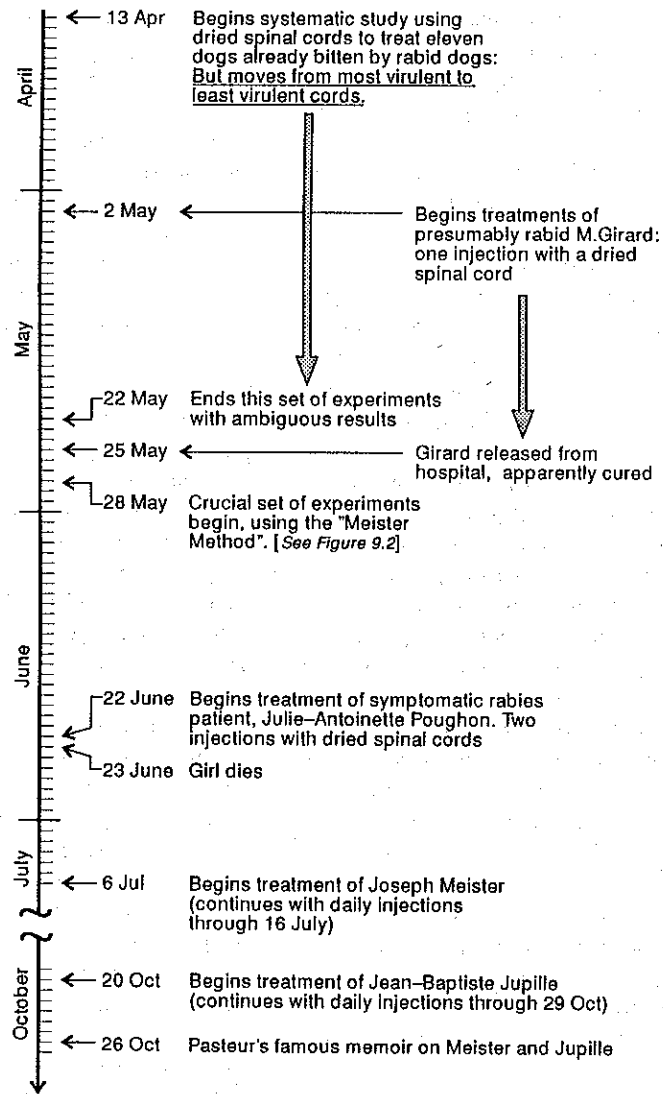 13 Apr
Begins systematic study using
dried spinal cords to treat eleven
dogs already bitten by rabid dogs:
But moves from most virulent to
least virulent cords.
April
2 May
Begins treatments of
presumably rabid M.Girard:
one injection with a dried
spinal cord
May
22 May
Ends this set of experiments
with ambiguous results
25 May
Girard released from
hospital, apparently cured
28 May
Crucial set of experiments
begin, using the "Meister
Method". [See Figure 9.2]
June
22 June
Begins treatment of symptomatic rabies
patient, Julie–Antoinette Poughon. Two
injections with dried spinal cords
23 June
Girl dies
July
6 Jul
Begins treatment of Joseph Meister
(continues with daily injections
through 16 July)
October
20 Oct
Begins treatment of Jean–Baptiste Jupille
(continues with daily injections through 29 Oct)
26 Oct
Pasteur's famous memoir on Meister and Jupille